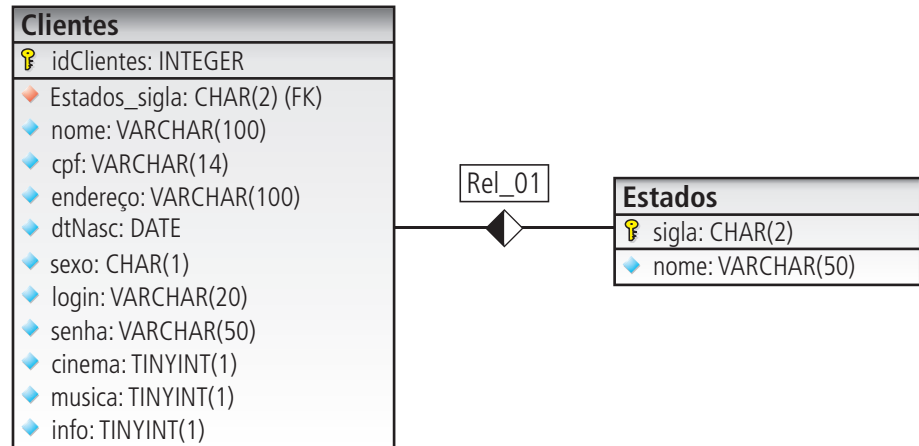 Clientes
idClientes: INTEGER
Estados_sigla: CHAR(2) (FK)
nome: VARCHAR(100)
cpf: VARCHAR(14)
endereço: VARCHAR(100)
dtNasc: DATE
sexo: CHAR(1)
login: VARCHAR(20)
senha: VARCHAR(50)
cinema: TINYINT(1)
musica: TINYINT(1)
info: TINYINT(1)
Rel_01
Estados
sigla: CHAR(2)
nome: VARCHAR(50)